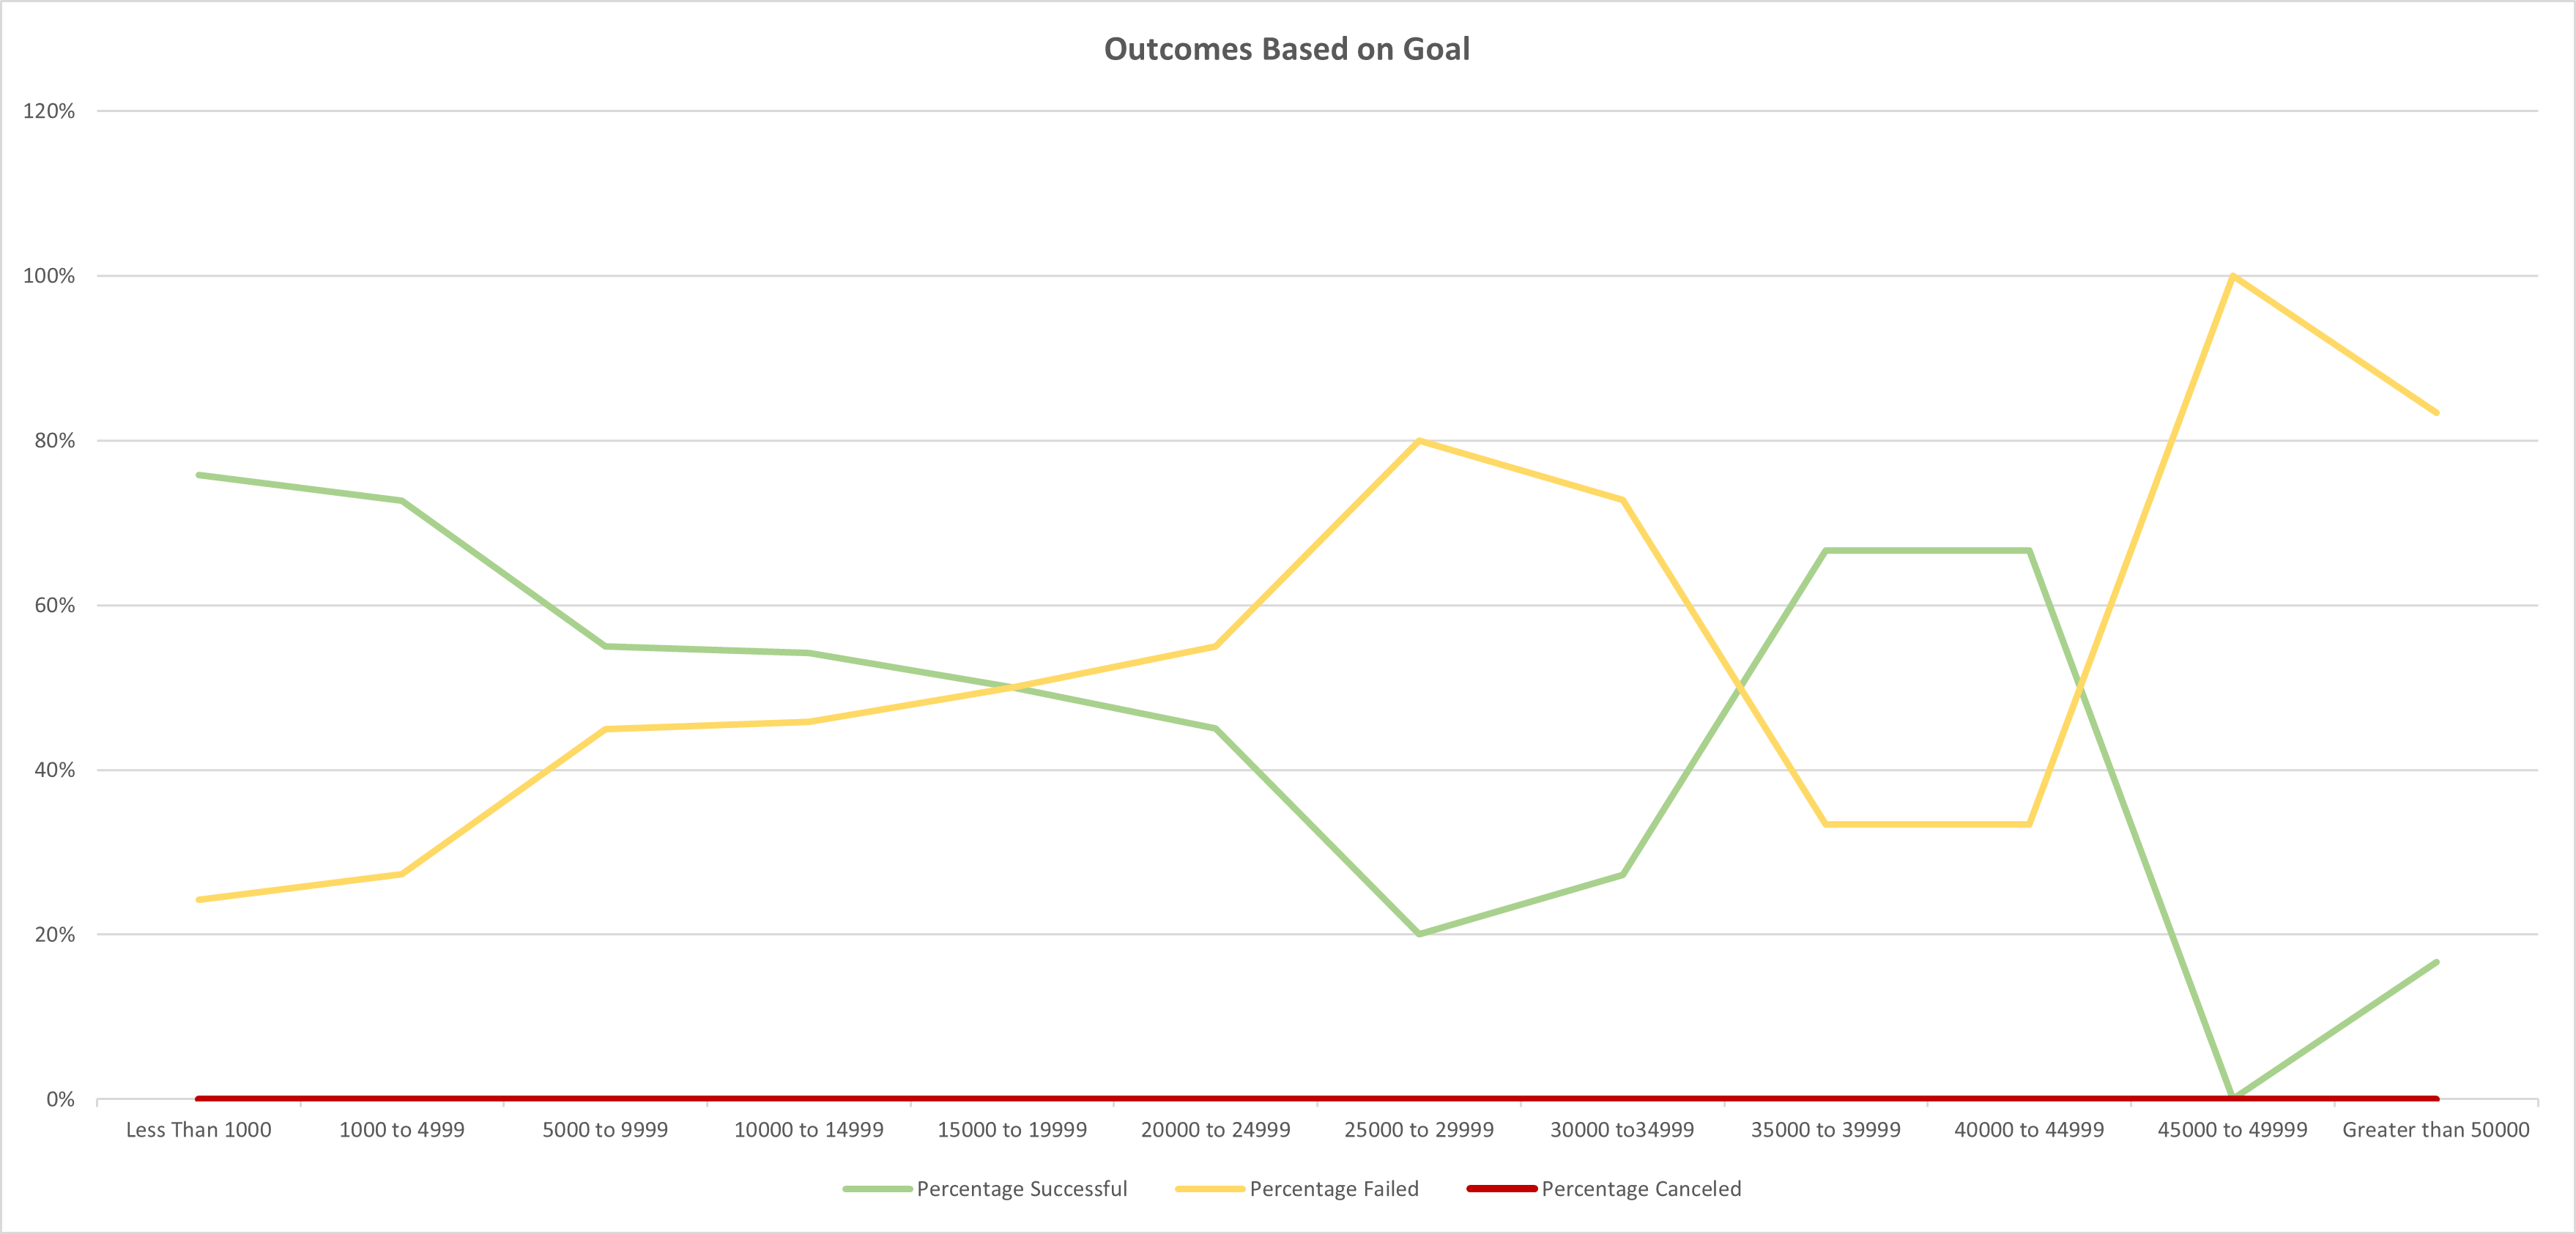 Outcomes Based on Goal
120%
100%
80%
60%
40%
20%
0%
Less Than 1000 1000 to 4999 5000 to 9999 10000 to 14999 15000 to 19999 20000 to 24999 25000 to 29999 30000 to34999 35000 to 39999 40000 to 44999 45000 to 49999 Greater than 50000
Percentage Successful Percentage Failed Percentage Canceled